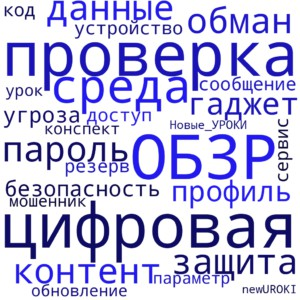 код данные
устройство обман
проверка
среда сообщение
гаджет
урок
угроза доступ
конспект Новые_УРОКИ
пароль ОБЗР сервис
резерв
безопасность
мошенник профиль
цифровая
защита
контент параметр
обновление newUROKI